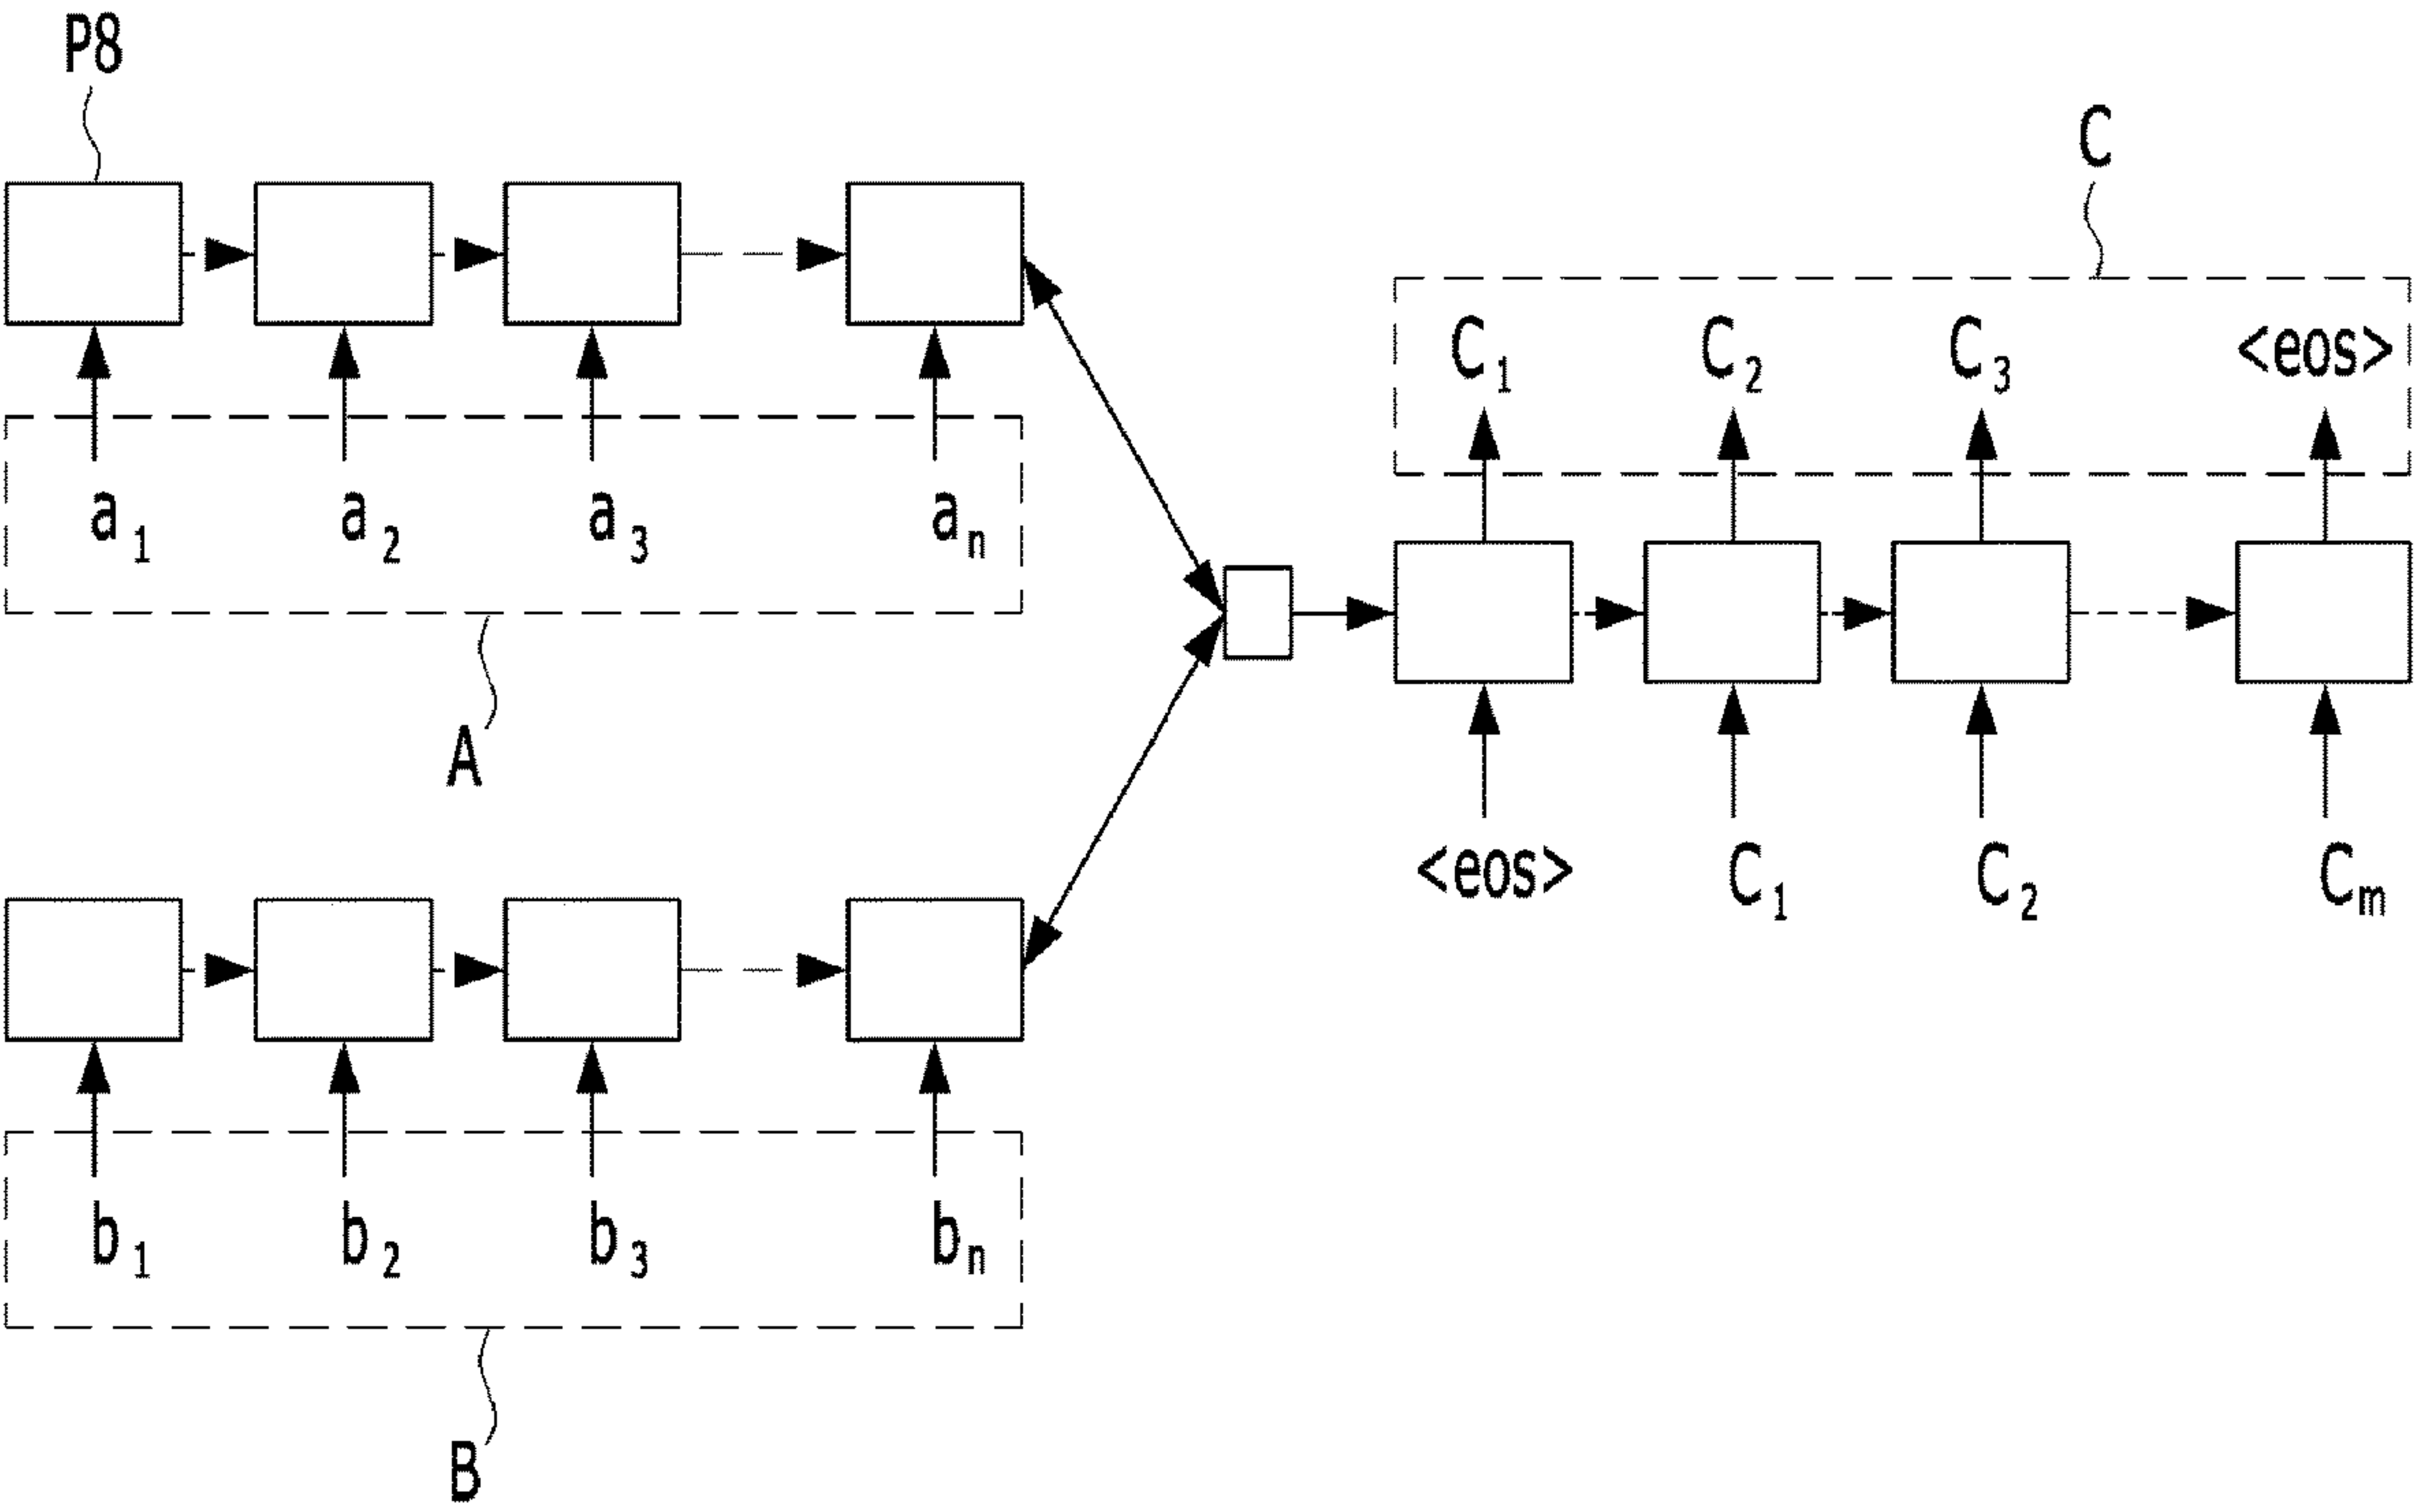 P8
C
C1 C2 C3 <eos>
a1 a2 a3 an
A
<eos> C1 C2 Cm
b1 b2 b3 bn
B